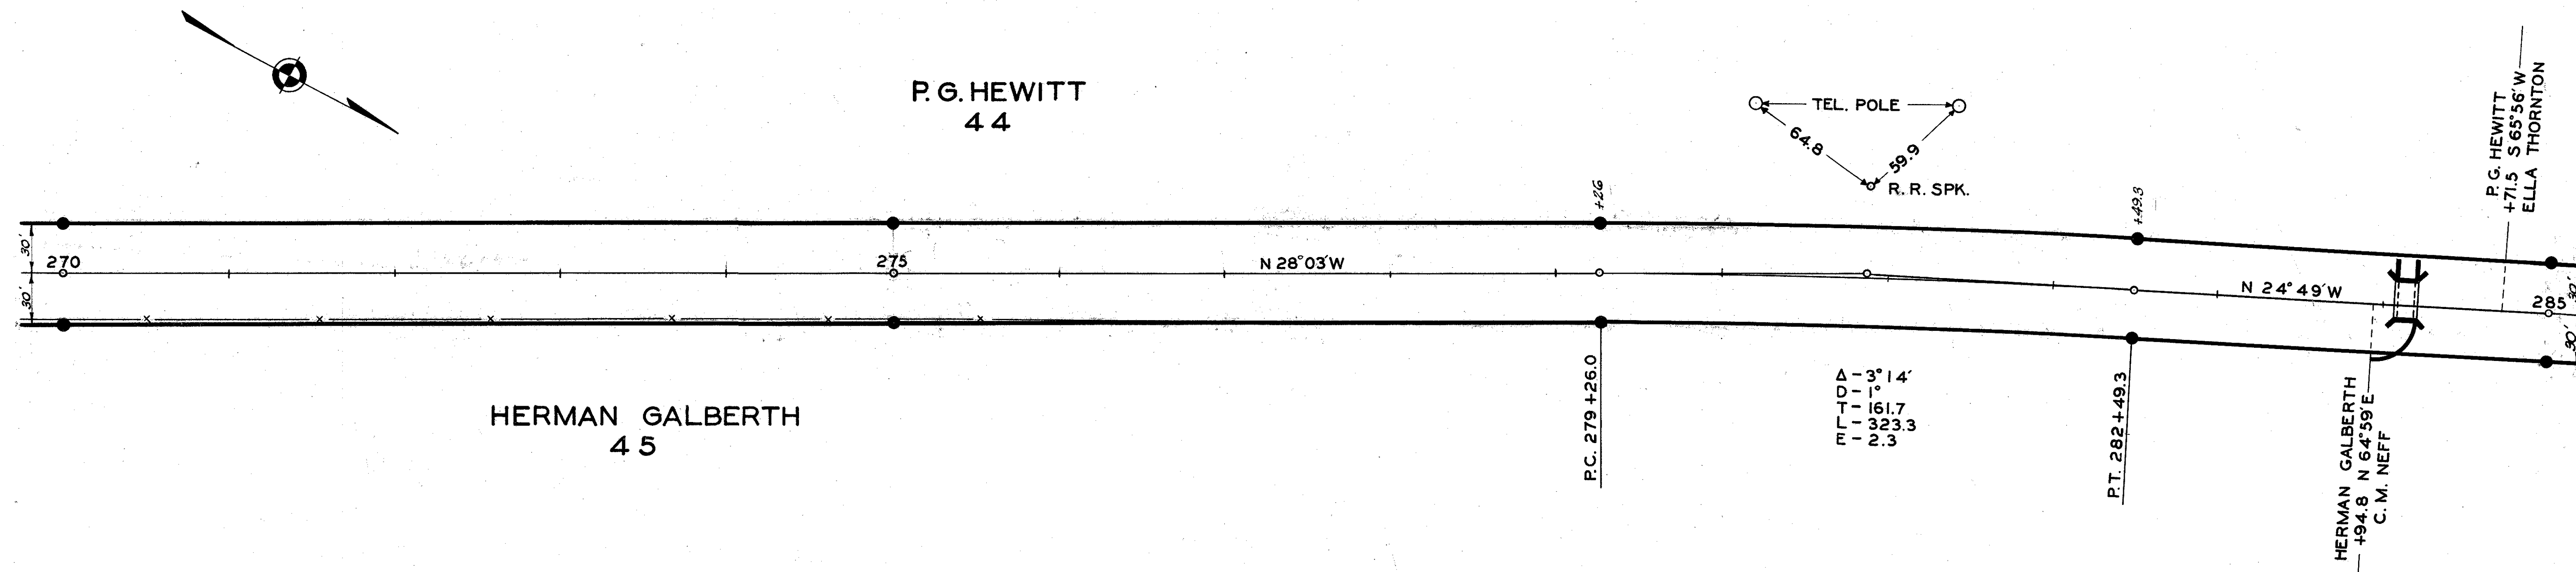 P. G. HEWITT
44
TEL. POLE
64.8
59.9
R. R. SPK.
P. G. HEWITT
+71.5 S 65°56'W
ELLA THORNTON
+26
+49.3
30'
30'
270
275
N 28°03'W
N 24°49'W
285
30'
30'
HERMAN GALBERTH
45
P.C. 279 +26.0
Δ - 3°14'
D - 1°
T - 161.7
L - 323.3
E - 2.3
P.T. 282+49.3
HERMAN GALBERTH
+94.8 N 64°59'E
C. M. NEFF